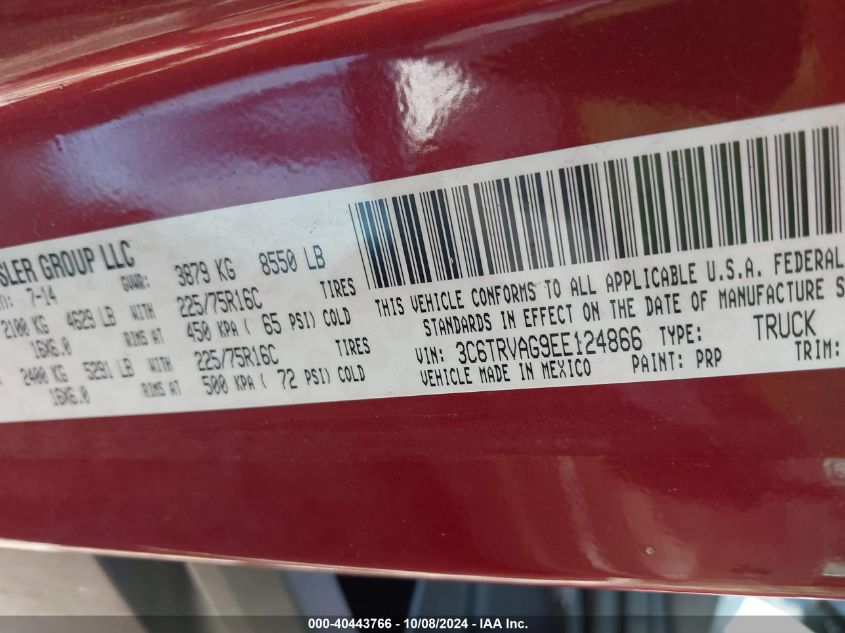 SLER GROUP LLC
7-14 GVWR: 3879 KG 8550 LB
2100 KG 4629 LB WITH 225/75R16C TIRES
16X6.0 RIMS AT 450 KPA ( 65 PSI) COLD
2400 KG 5291 LB WITH 225/75R16C TIRES
16X6.0 RIMS AT 500 KPA ( 72 PSI) COLD
THIS VEHICLE CONFORMS TO ALL APPLICABLE U.S.A. FEDERAL
STANDARDS IN EFFECT ON THE DATE OF MANUFACTURE S
VIN: 3C6TRVAG9EE124866 TYPE: TRUCK
VEHICLE MADE IN MEXICO PAINT: PRP TRIM:
000-40443766 - 10/08/2024 - IAA Inc.